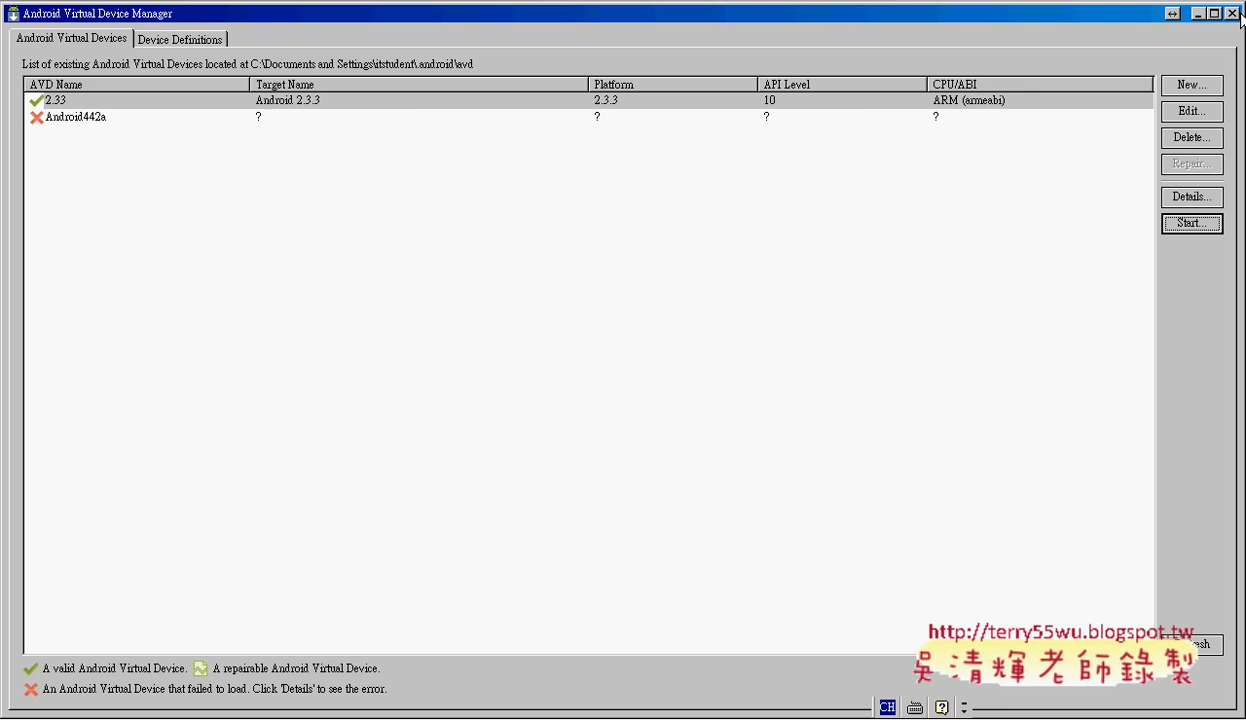 Android Virtual Device Manager
Android Virtual Devices
Device Definitions
List of existing Android Virtual Devices located at C:\Documents and Settings\itstudent\.android\avd
AVD Name Target Name Platform API Level CPU/ABI
2.33 Android 2.3.3 2.3.3 10 ARM (armeabi)
Android442a ? ? ? ?
New...
Edit...
Delete...
Repair...
Details...
Start...
http://terry55wu.blogspot.tw
吳清輝老師錄製
A valid Android Virtual Device. A repairable Android Virtual Device.
An Android Virtual Device that failed to load. Click 'Details' to see the error.
CH